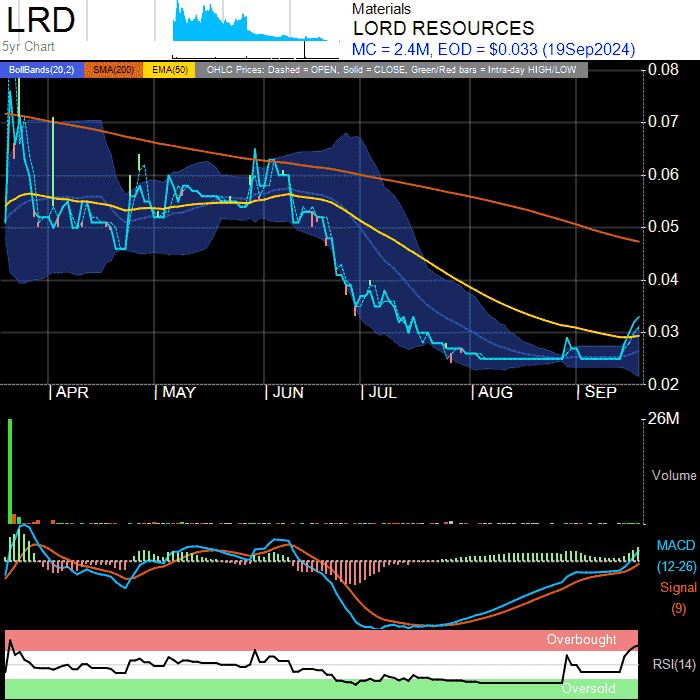 LRD
5yr Chart
Materials
LORD RESOURCES
MC = 2.4M, EOD = $0.033 (19Sep2024)
BollBands(20,2) SMA(200) EMA(50) OHLC Prices: Dashed = OPEN, Solid = CLOSE, Green/Red bars = Intra-day HIGH/LOW
0.08
0.07
0.06
0.05
0.04
0.03
0.02
APR MAY JUN JUL AUG SEP
26M
Volume
MACD
(12-26)
Signal
(9)
Overbought
RSI(14)
Oversold